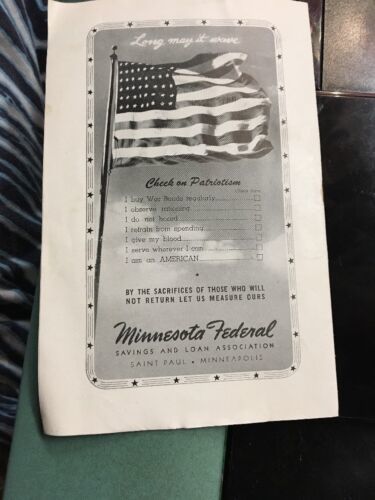 Long may it wave
Check on Patriotism
Check Here
I buy War Bonds regularly
I observe rationing
I do not hoard
I refrain from spending
I give my blood
I serve wherever I can
I am an AMERICAN
BY THE SACRIFICES OF THOSE WHO WILL
NOT RETURN LET US MEASURE OURS
Minnesota Federal
SAVINGS AND LOAN ASSOCIATION
SAINT PAUL • MINNEAPOLIS